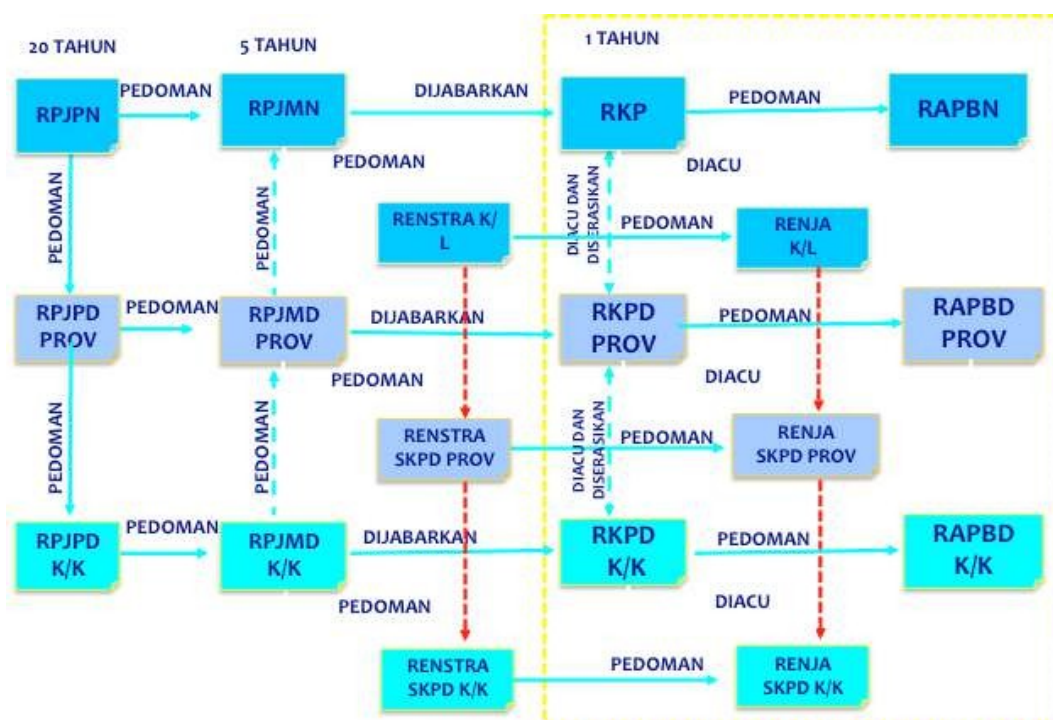 20 TAHUN
5 TAHUN
1 TAHUN
RPJPN
PEDOMAN
RPJMN
DIJABARKAN
RKP
PEDOMAN
RAPBN
PEDOMAN
PEDOMAN
PEDOMAN
DIACU DAN
DISERASIKAN
DIACU
RENSTRA K/
L
PEDOMAN
RENJA
K/L
RPJPD
PROV
PEDOMAN
RPJMD
PROV
DIJABARKAN
RKPD
PROV
PEDOMAN
RAPBD
PROV
PEDOMAN
PEDOMAN
PEDOMAN
DIACU DAN
DISERASIKAN
DIACU
RENSTRA
SKPD PROV
PEDOMAN
RENJA
SKPD PROV
RPJPD
K/K
PEDOMAN
RPJMD
K/K
DIJABARKAN
RKPD
K/K
PEDOMAN
RAPBD
K/K
PEDOMAN
DIACU
RENSTRA
SKPD K/K
PEDOMAN
RENJA
SKPD K/K